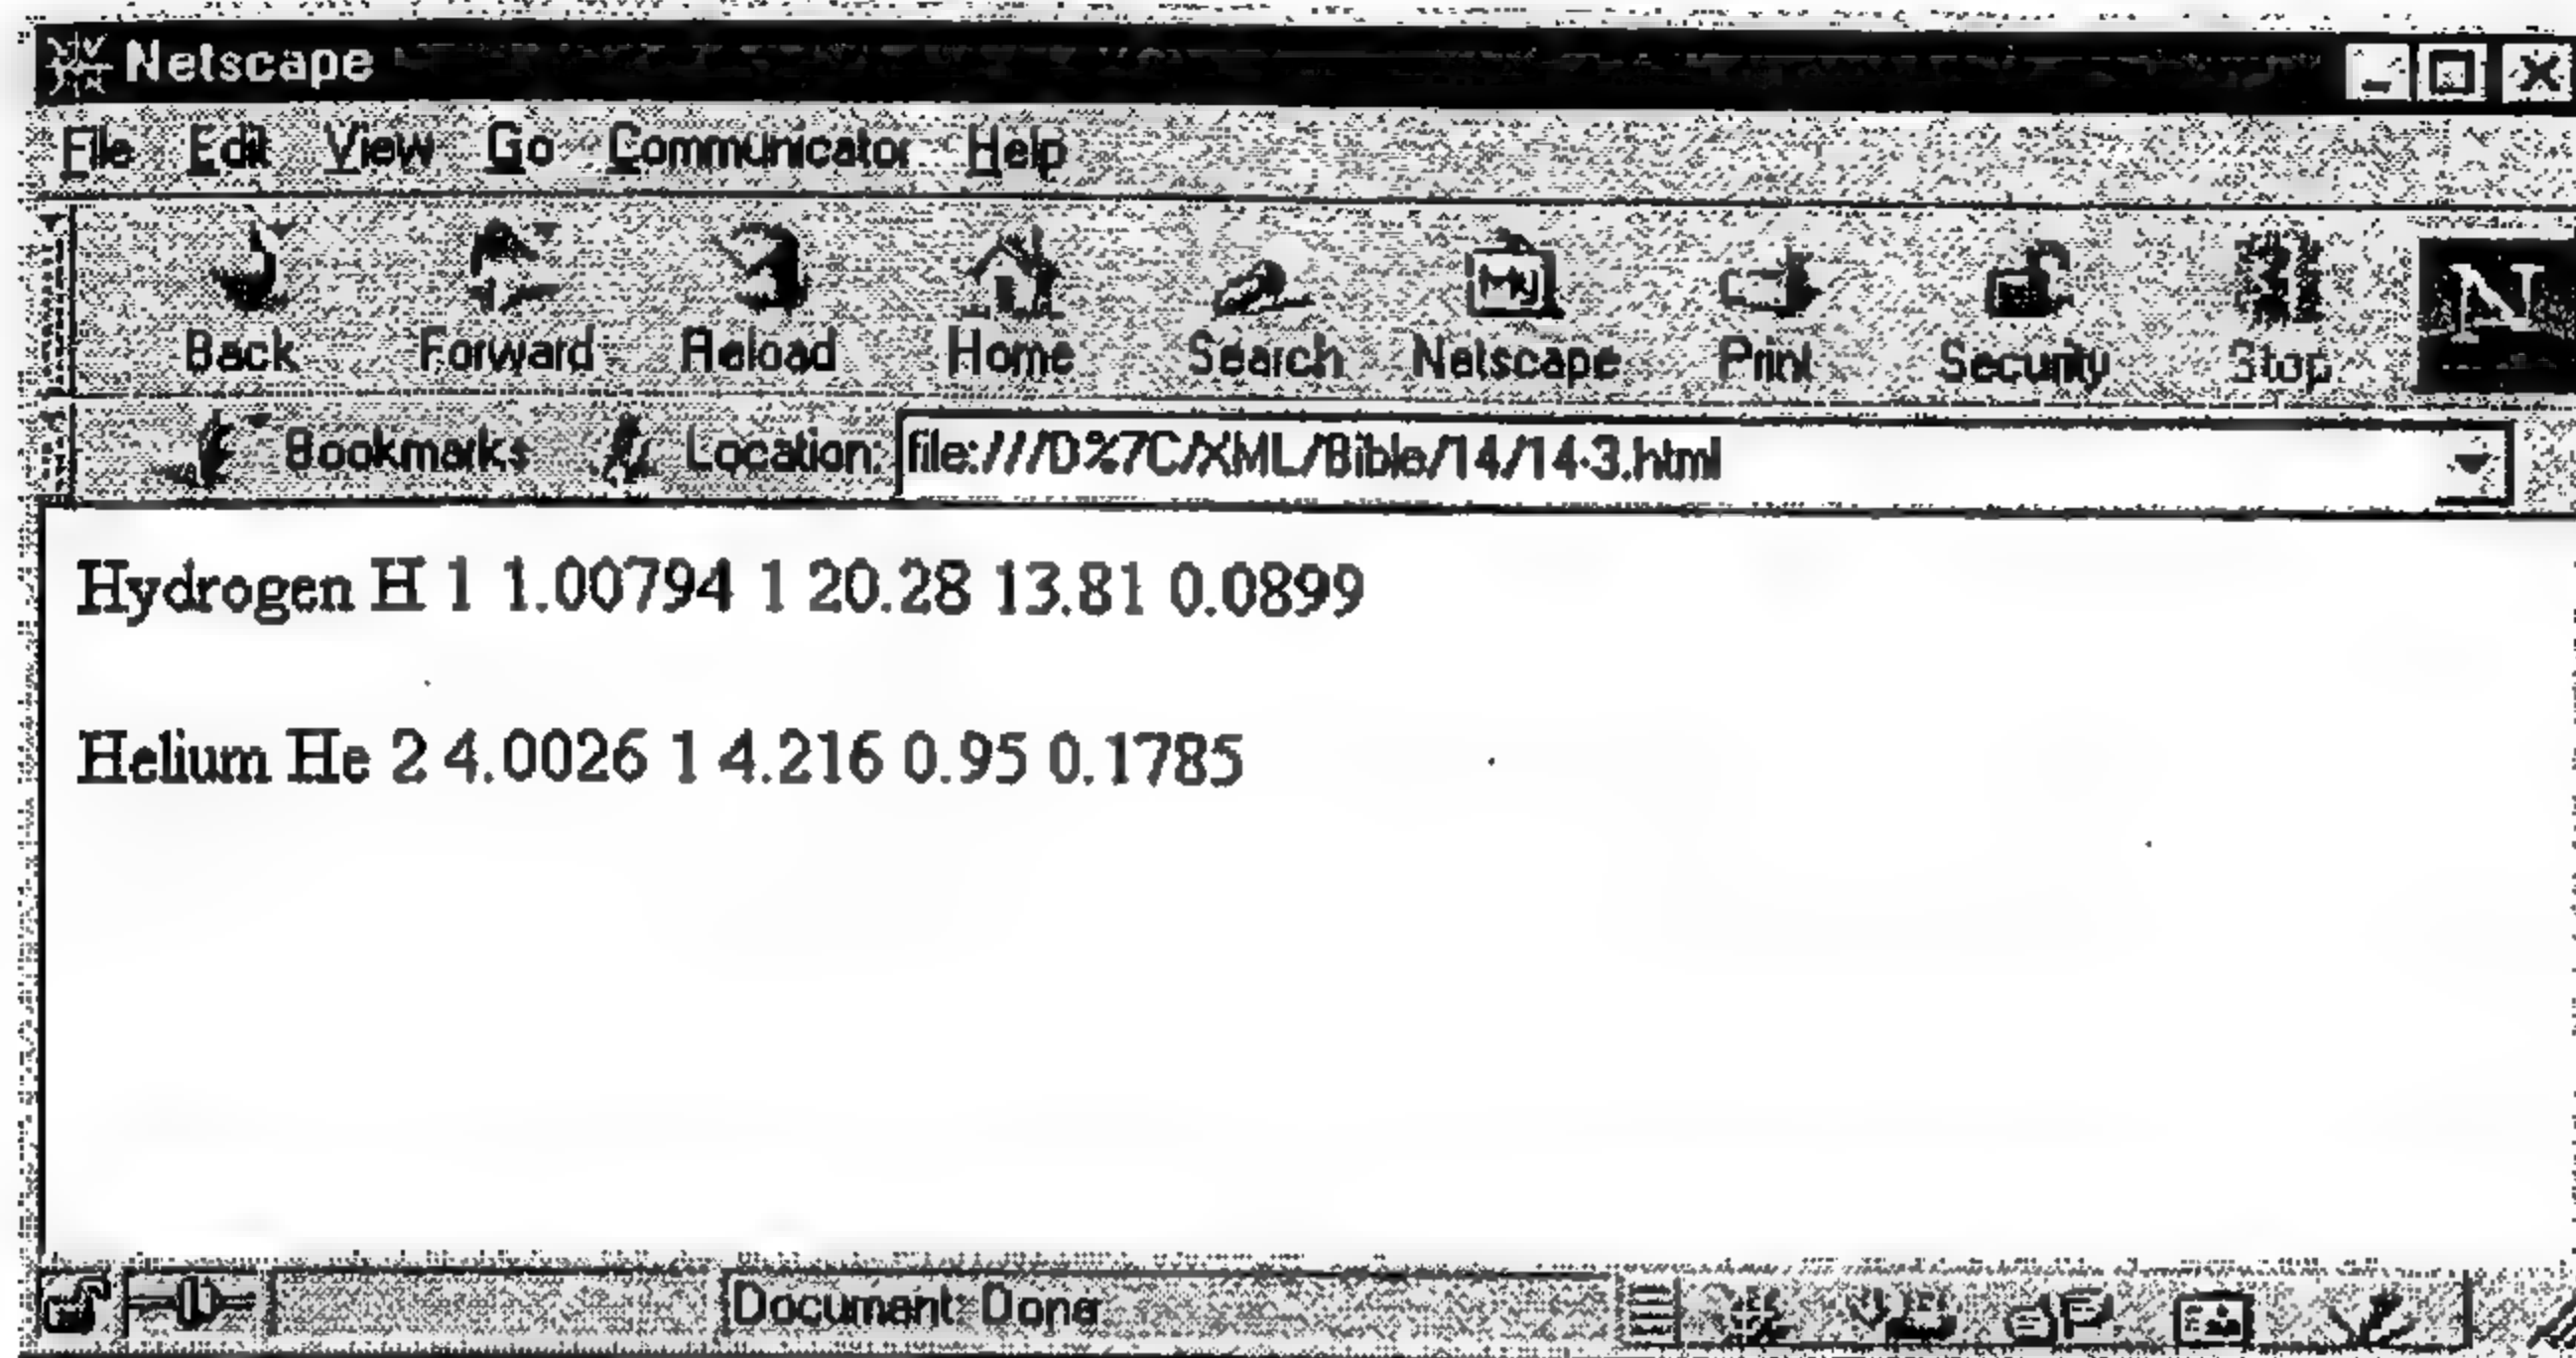 Netscape
File Edit View Go Communicator Help
Back Forward Reload Home Search My Netscape Print Security Stop N
Bookmarks Location: file:///D%7C/XML/Bible/14/14-3.html
Hydrogen H 1 1.00794 1 20.28 13.81 0.0899
Helium He 2 4.0026 1 4.216 0.95 0.1785
Document: Done